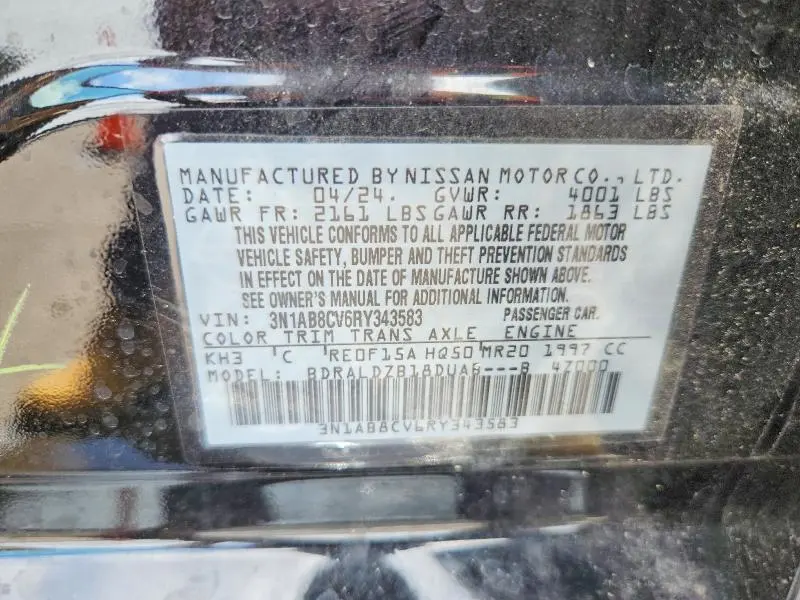 MANUFACTURED BY NISSAN MOTOR CO., LTD.
DATE: 04/24. GVWR: 4001 LBS
GAWR FR: 2161 LBS GAWR RR: 1863 LBS
THIS VEHICLE CONFORMS TO ALL APPLICABLE FEDERAL MOTOR
VEHICLE SAFETY, BUMPER AND THEFT PREVENTION STANDARDS
IN EFFECT ON THE DATE OF MANUFACTURE SHOWN ABOVE.
SEE OWNER'S MANUAL FOR ADDITIONAL INFORMATION.
VIN: 3N1AB8CV6RY343583 PASSENGER CAR.
COLOR TRIM TRANS AXLE ENGINE
KH3 C RE0F15A HQ50 MR20 1997 CC
MODEL: BDRALDZB18DUA6---B 4Z000
3N1AB8CV6RY343583